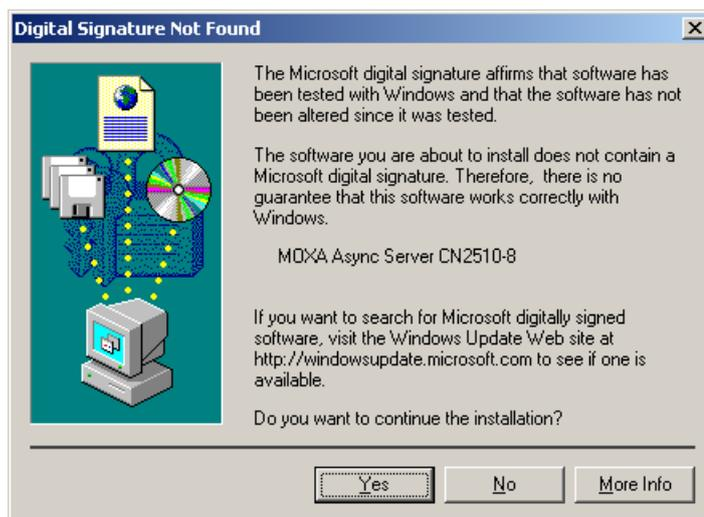 Digital Signature Not Found
The Microsoft digital signature affirms that software has
been tested with Windows and that the software has not
been altered since it was tested.
The software you are about to install does not contain a
Microsoft digital signature. Therefore, there is no
guarantee that this software works correctly with
Windows.
MOXA Async Server CN2510-8
If you want to search for Microsoft digitally signed
software, visit the Windows Update Web site at
http://windowsupdate.microsoft.com to see if one is
available.
Do you want to continue the installation?
Yes
No
More Info